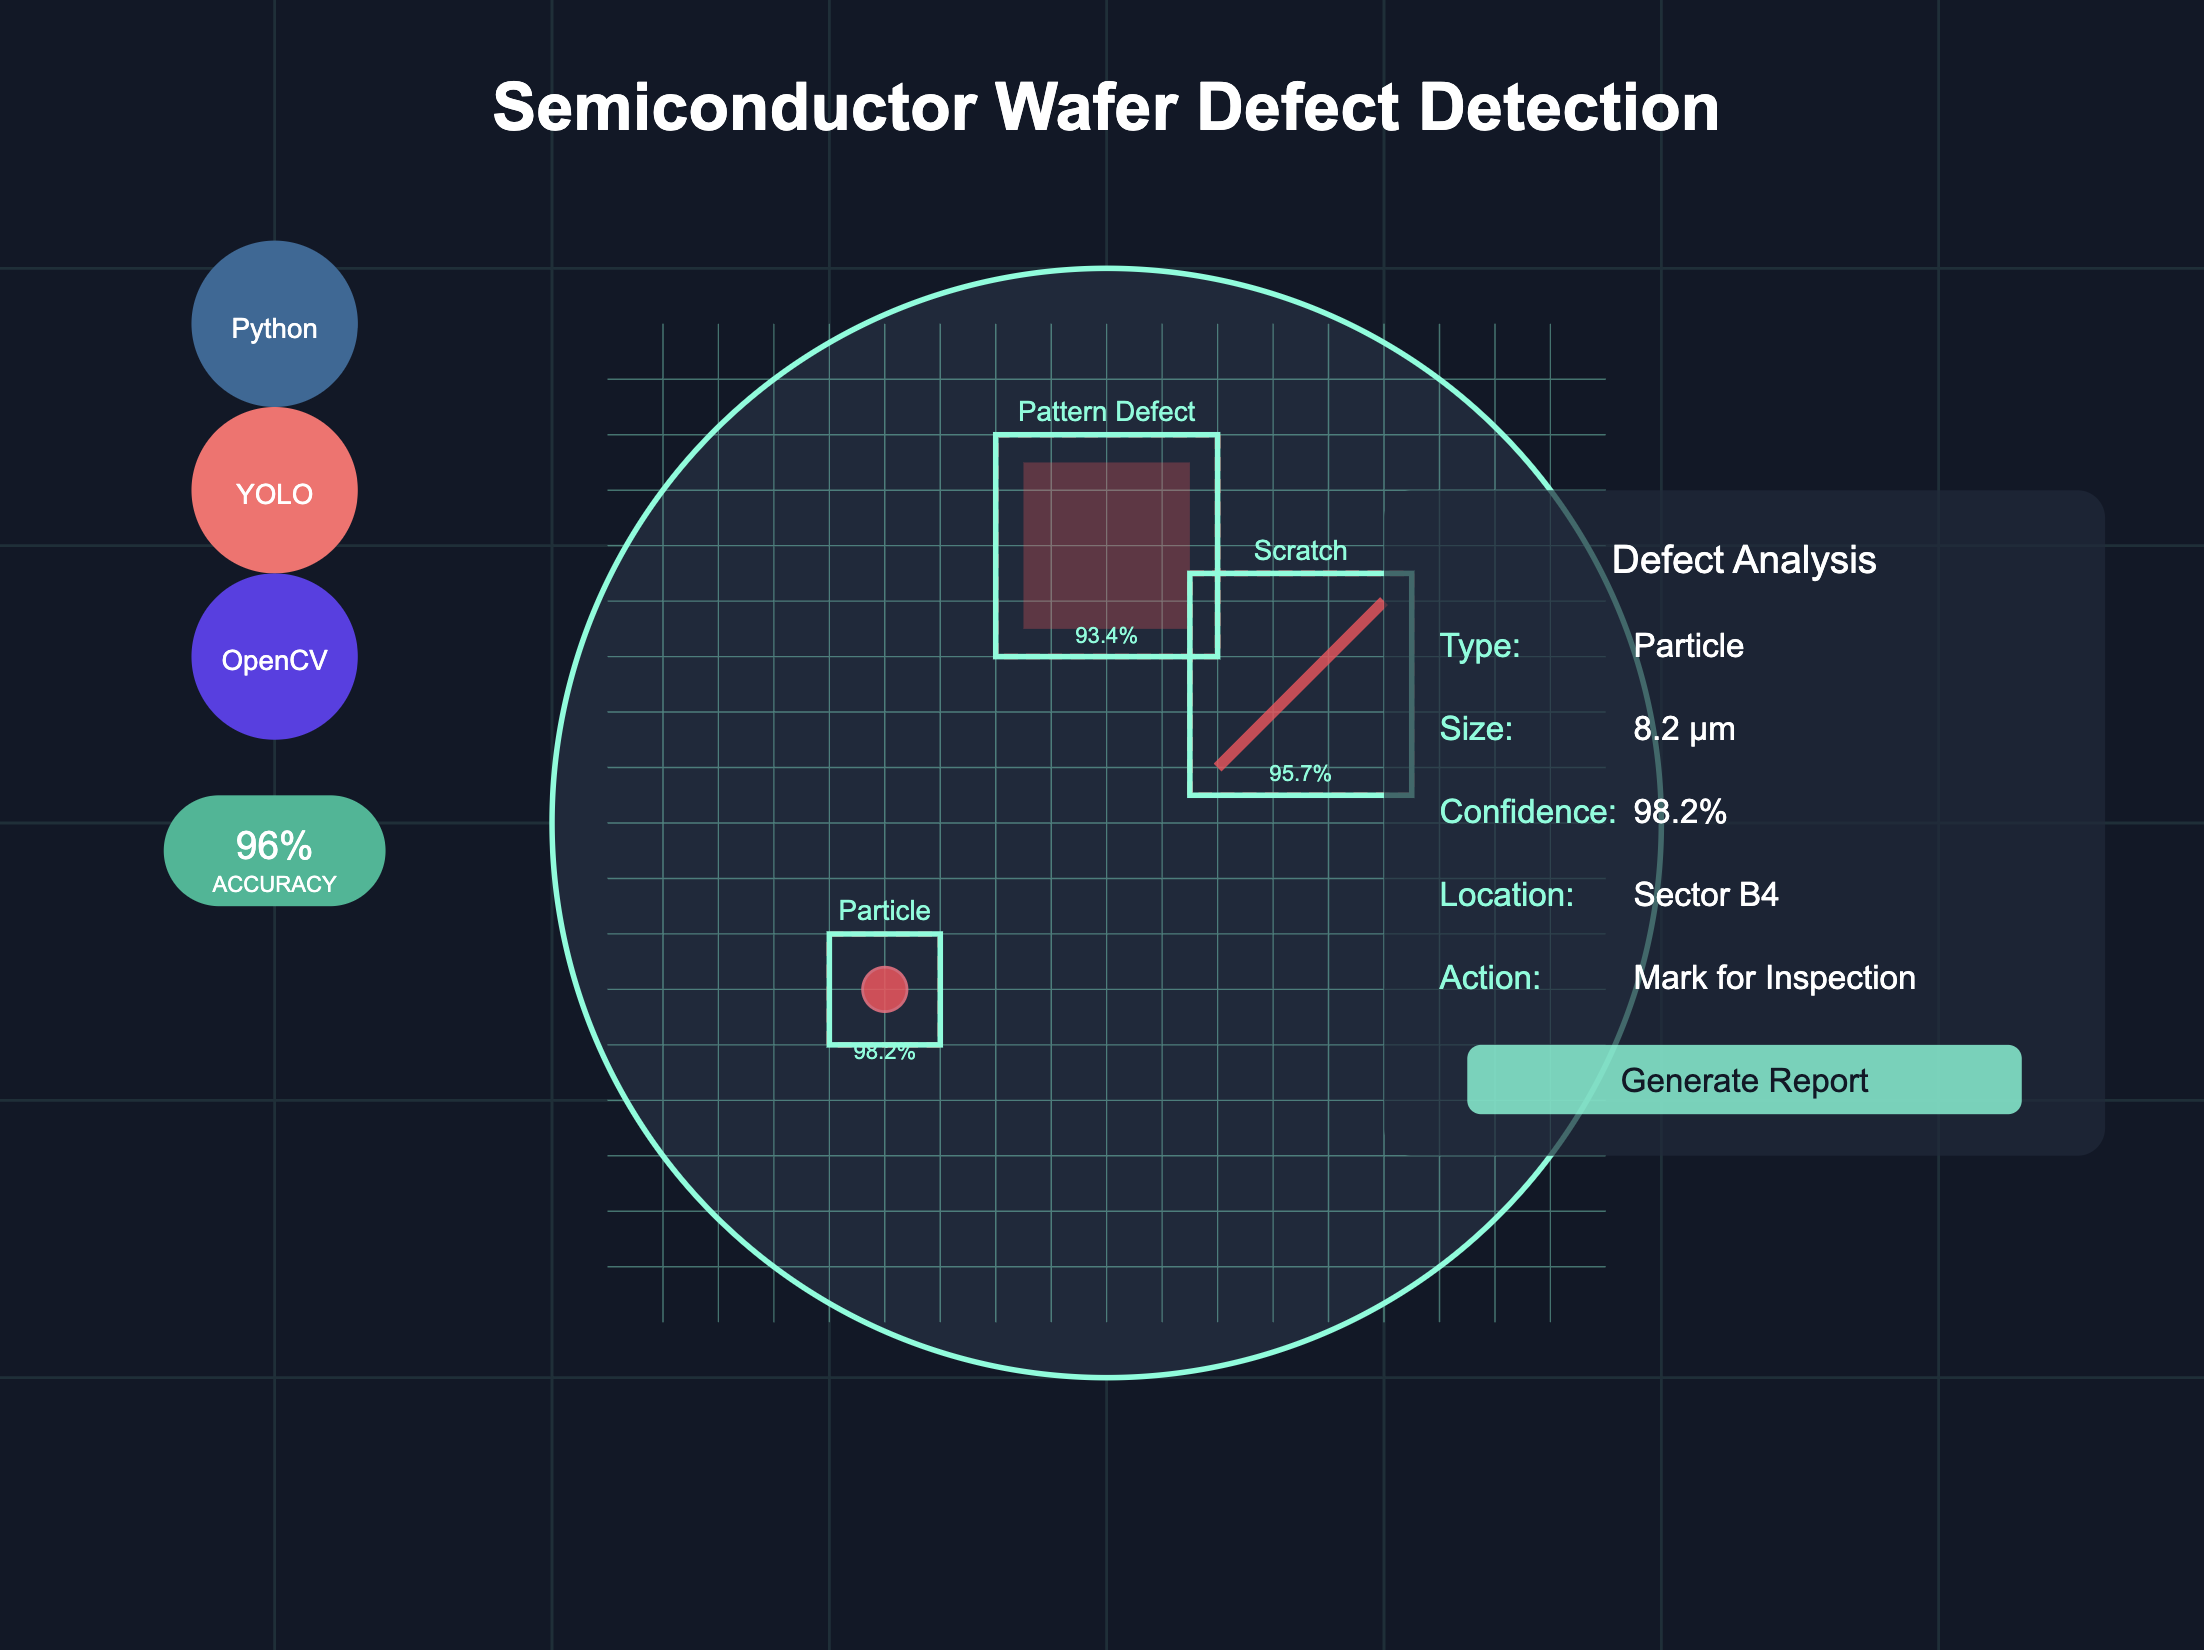 Semiconductor Wafer Defect Detection
Python
YOLO
OpenCV
96%
ACCURACY
Pattern Defect
93.4%
Scratch
95.7%
Particle
98.2%
Defect Analysis
Type: Particle
Size: 8.2 μm
Confidence: 98.2%
Location: Sector B4
Action: Mark for Inspection
Generate Report